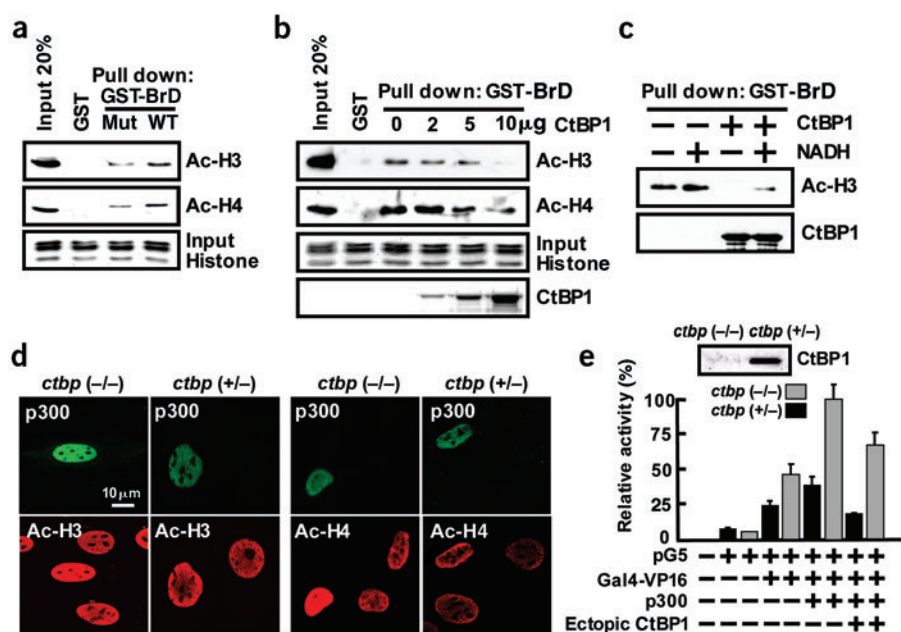 a
Input 20%
GST
Pull down:
GST-BrD
Mut WT
Ac-H3
Ac-H4
Input
Histone
b
Input 20%
GST
Pull down: GST-BrD
0 2 5 10 μg CtBP1
Ac-H3
Ac-H4
Input
Histone
CtBP1
c
Pull down: GST-BrD
− − + + CtBP1
− + − + NADH
Ac-H3
CtBP1
d
ctbp (−/−) ctbp (+/−) ctbp (−/−) ctbp (+/−)
p300 p300 p300 p300
10 μm
Ac-H3 Ac-H3 Ac-H4 Ac-H4
e
ctbp (−/−) ctbp (+/−)
CtBP1
ctbp (−/−)
ctbp (+/−)
Relative activity (%)
100
75
50
25
0
pG5 − + + + + + + + +
Gal4-VP16 − − − + + + + + +
p300 − − − − − + + + +
Ectopic CtBP1 − − − − − − − + +